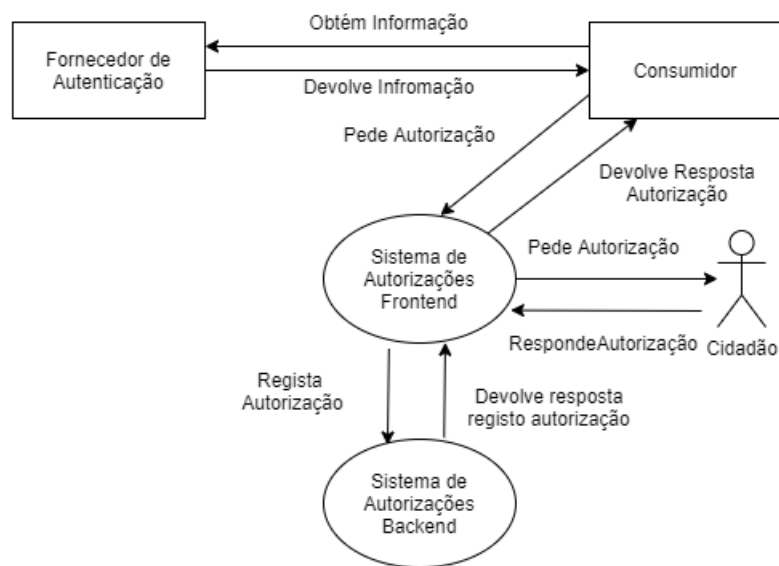 Obtém Informação
Fornecedor de
Autenticação
Consumidor
Devolve Infromação
Pede Autorização
Devolve Resposta
Autorização
Sistema de
Autorizações
Frontend
Pede Autorização
RespondeAutorização
Cidadão
Regista
Autorização
Devolve resposta
registo autorização
Sistema de
Autorizações
Backend